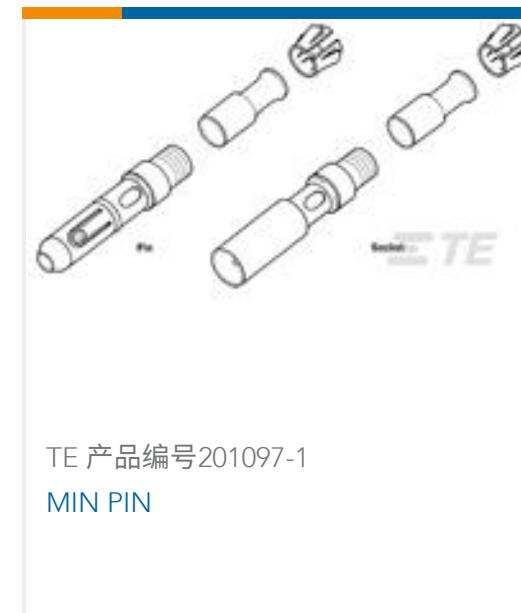 Pin
Socket
TE
TE 产品编号201097-1
MIN PIN